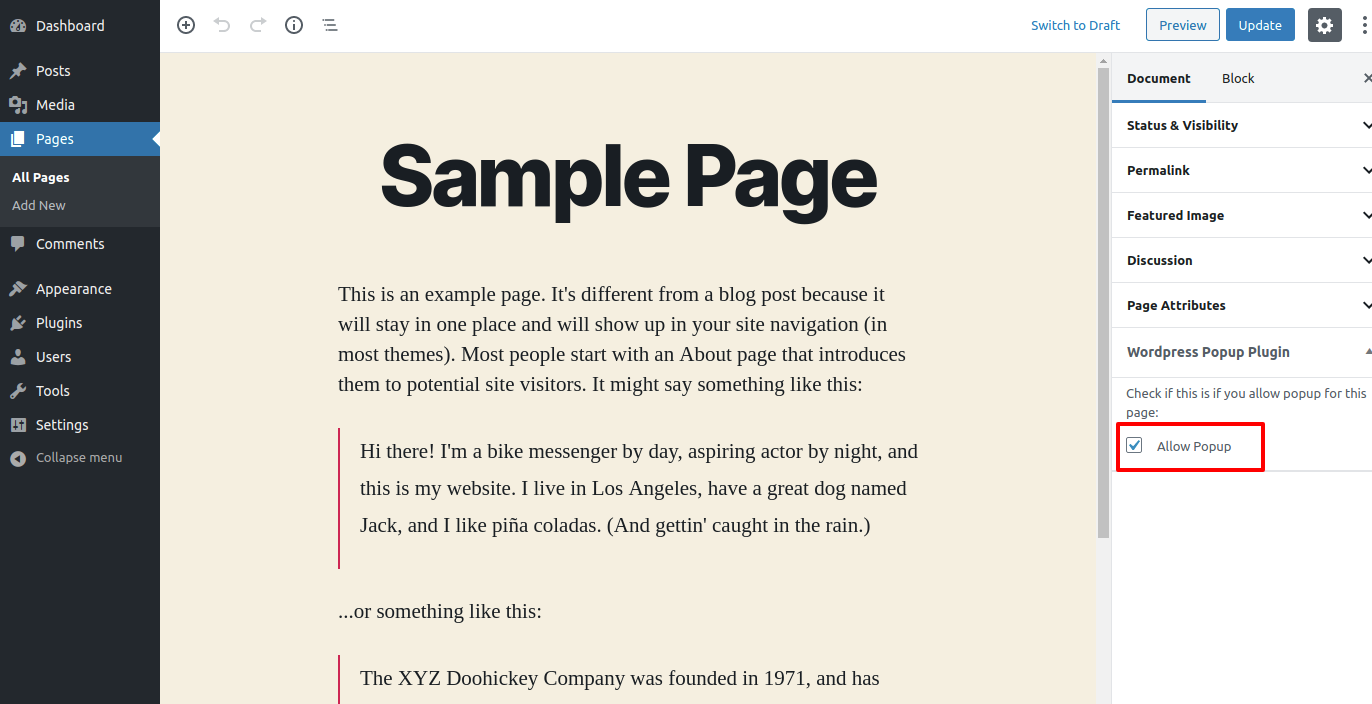 Dashboard
Posts
Media
Pages
All Pages
Add New
Comments
Appearance
Plugins
Users
Tools
Settings
Collapse menu
Switch to Draft
Preview
Update
Sample Page
This is an example page. It's different from a blog post because it
will stay in one place and will show up in your site navigation (in
most themes). Most people start with an About page that introduces
them to potential site visitors. It might say something like this:
Hi there! I'm a bike messenger by day, aspiring actor by night, and
this is my website. I live in Los Angeles, have a great dog named
Jack, and I like piña coladas. (And gettin' caught in the rain.)
...or something like this:
The XYZ Doohickey Company was founded in 1971, and has
Document
Block
Status & Visibility
Permalink
Featured Image
Discussion
Page Attributes
Wordpress Popup Plugin
Check if this is if you allow popup for this
page:
Allow Popup